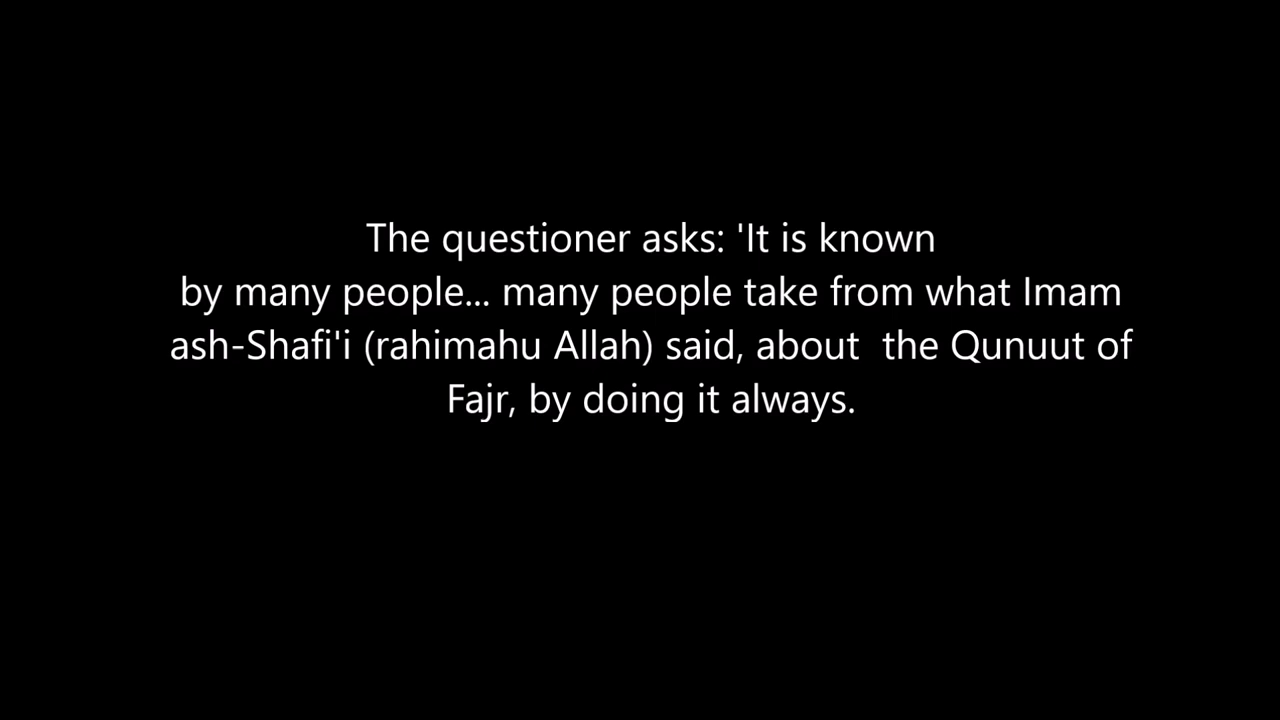 The questioner asks: 'It is known
by many people... many people take from what Imam
ash-Shafi'i (rahimahu Allah) said, about  the Qunuut of
Fajr, by doing it always.